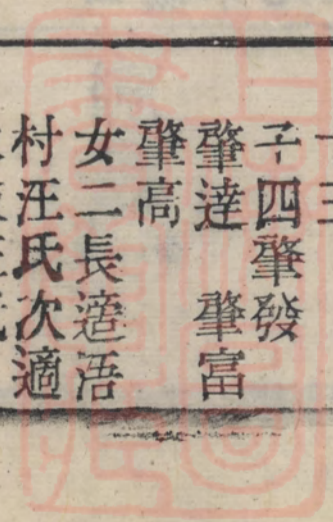 子四肇發
肇達　肇富
肇高
女二長適浯
村汪氏次適